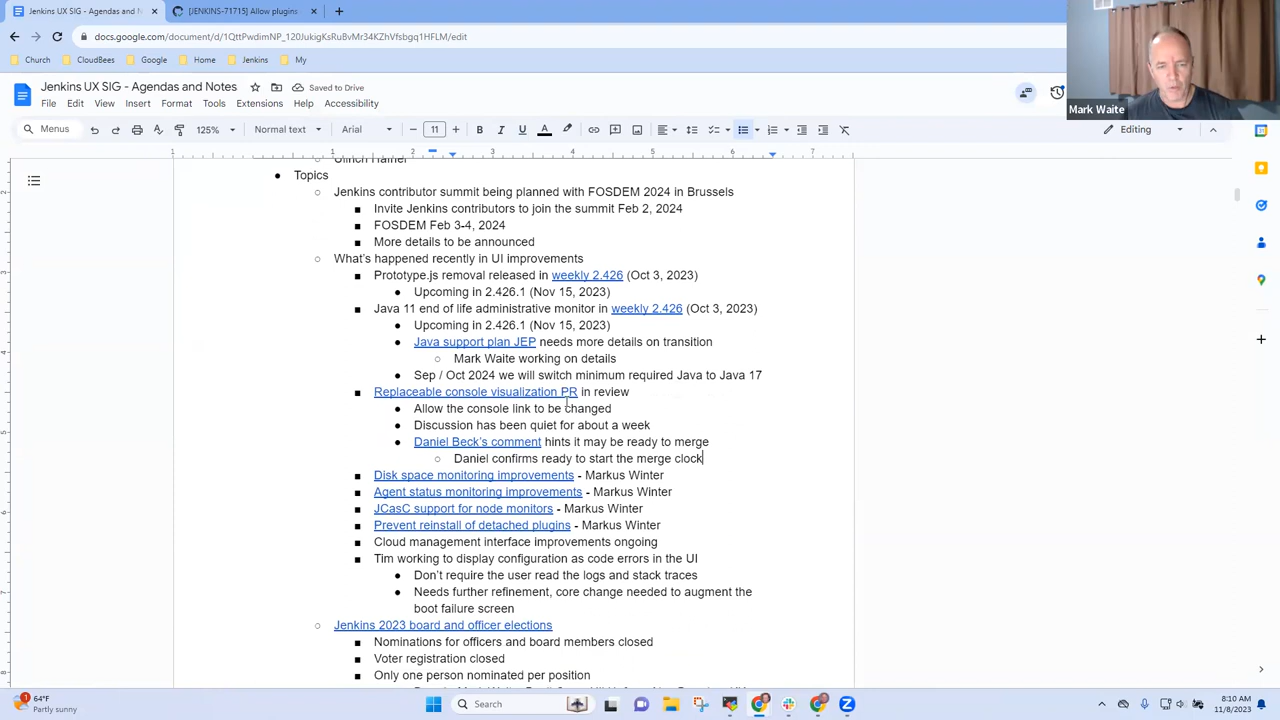 Jenkins UX SIG - Agendas and N
[JENKINS-71715] Allow plugins
docs.google.com/document/d/1QttPwdimNP_120JukigKsRuBvMr34KZhVfsbgq1HFLM/edit
Church
CloudBees
Google
Home
Jenkins
My
Mark Waite
Jenkins UX SIG - Agendas and Notes
Saved to Drive
File Edit View Insert Format Tools Extensions Help Accessibility
Menus
125%
Normal text
Arial
11
Editing
1 1 2 3 4 5 6 7
Ullrich Hafner
Topics
Jenkins contributor summit being planned with FOSDEM 2024 in Brussels
Invite Jenkins contributors to join the summit Feb 2, 2024
FOSDEM Feb 3-4, 2024
More details to be announced
What's happened recently in UI improvements
Prototype.js removal released in weekly 2.426 (Oct 3, 2023)
Upcoming in 2.426.1 (Nov 15, 2023)
Java 11 end of life administrative monitor in weekly 2.426 (Oct 3, 2023)
Upcoming in 2.426.1 (Nov 15, 2023)
Java support plan JEP needs more details on transition
Mark Waite working on details
Sep / Oct 2024 we will switch minimum required Java to Java 17
Replaceable console visualization PR in review
Allow the console link to be changed
Discussion has been quiet for about a week
Daniel Beck's comment hints it may be ready to merge
Daniel confirms ready to start the merge clock
Disk space monitoring improvements - Markus Winter
Agent status monitoring improvements - Markus Winter
JCasC support for node monitors - Markus Winter
Prevent reinstall of detached plugins - Markus Winter
Cloud management interface improvements ongoing
Tim working to display configuration as code errors in the UI
Don't require the user read the logs and stack traces
Needs further refinement, core change needed to augment the
boot failure screen
Jenkins 2023 board and officer elections
Nominations for officers and board members closed
Voter registration closed
Only one person nominated per position
64°F
Partly sunny
Search
8:10 AM
11/8/2023